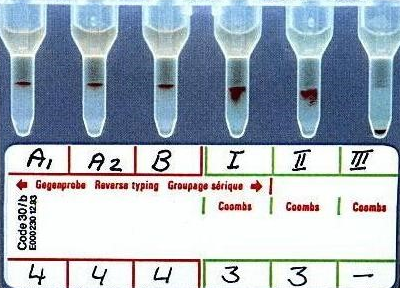 A1 A2 B I II III
Gegenprobe Reverse typing Groupage sérique
Coombs Coombs Coombs
Code 30/b
4 4 4 3 3 —